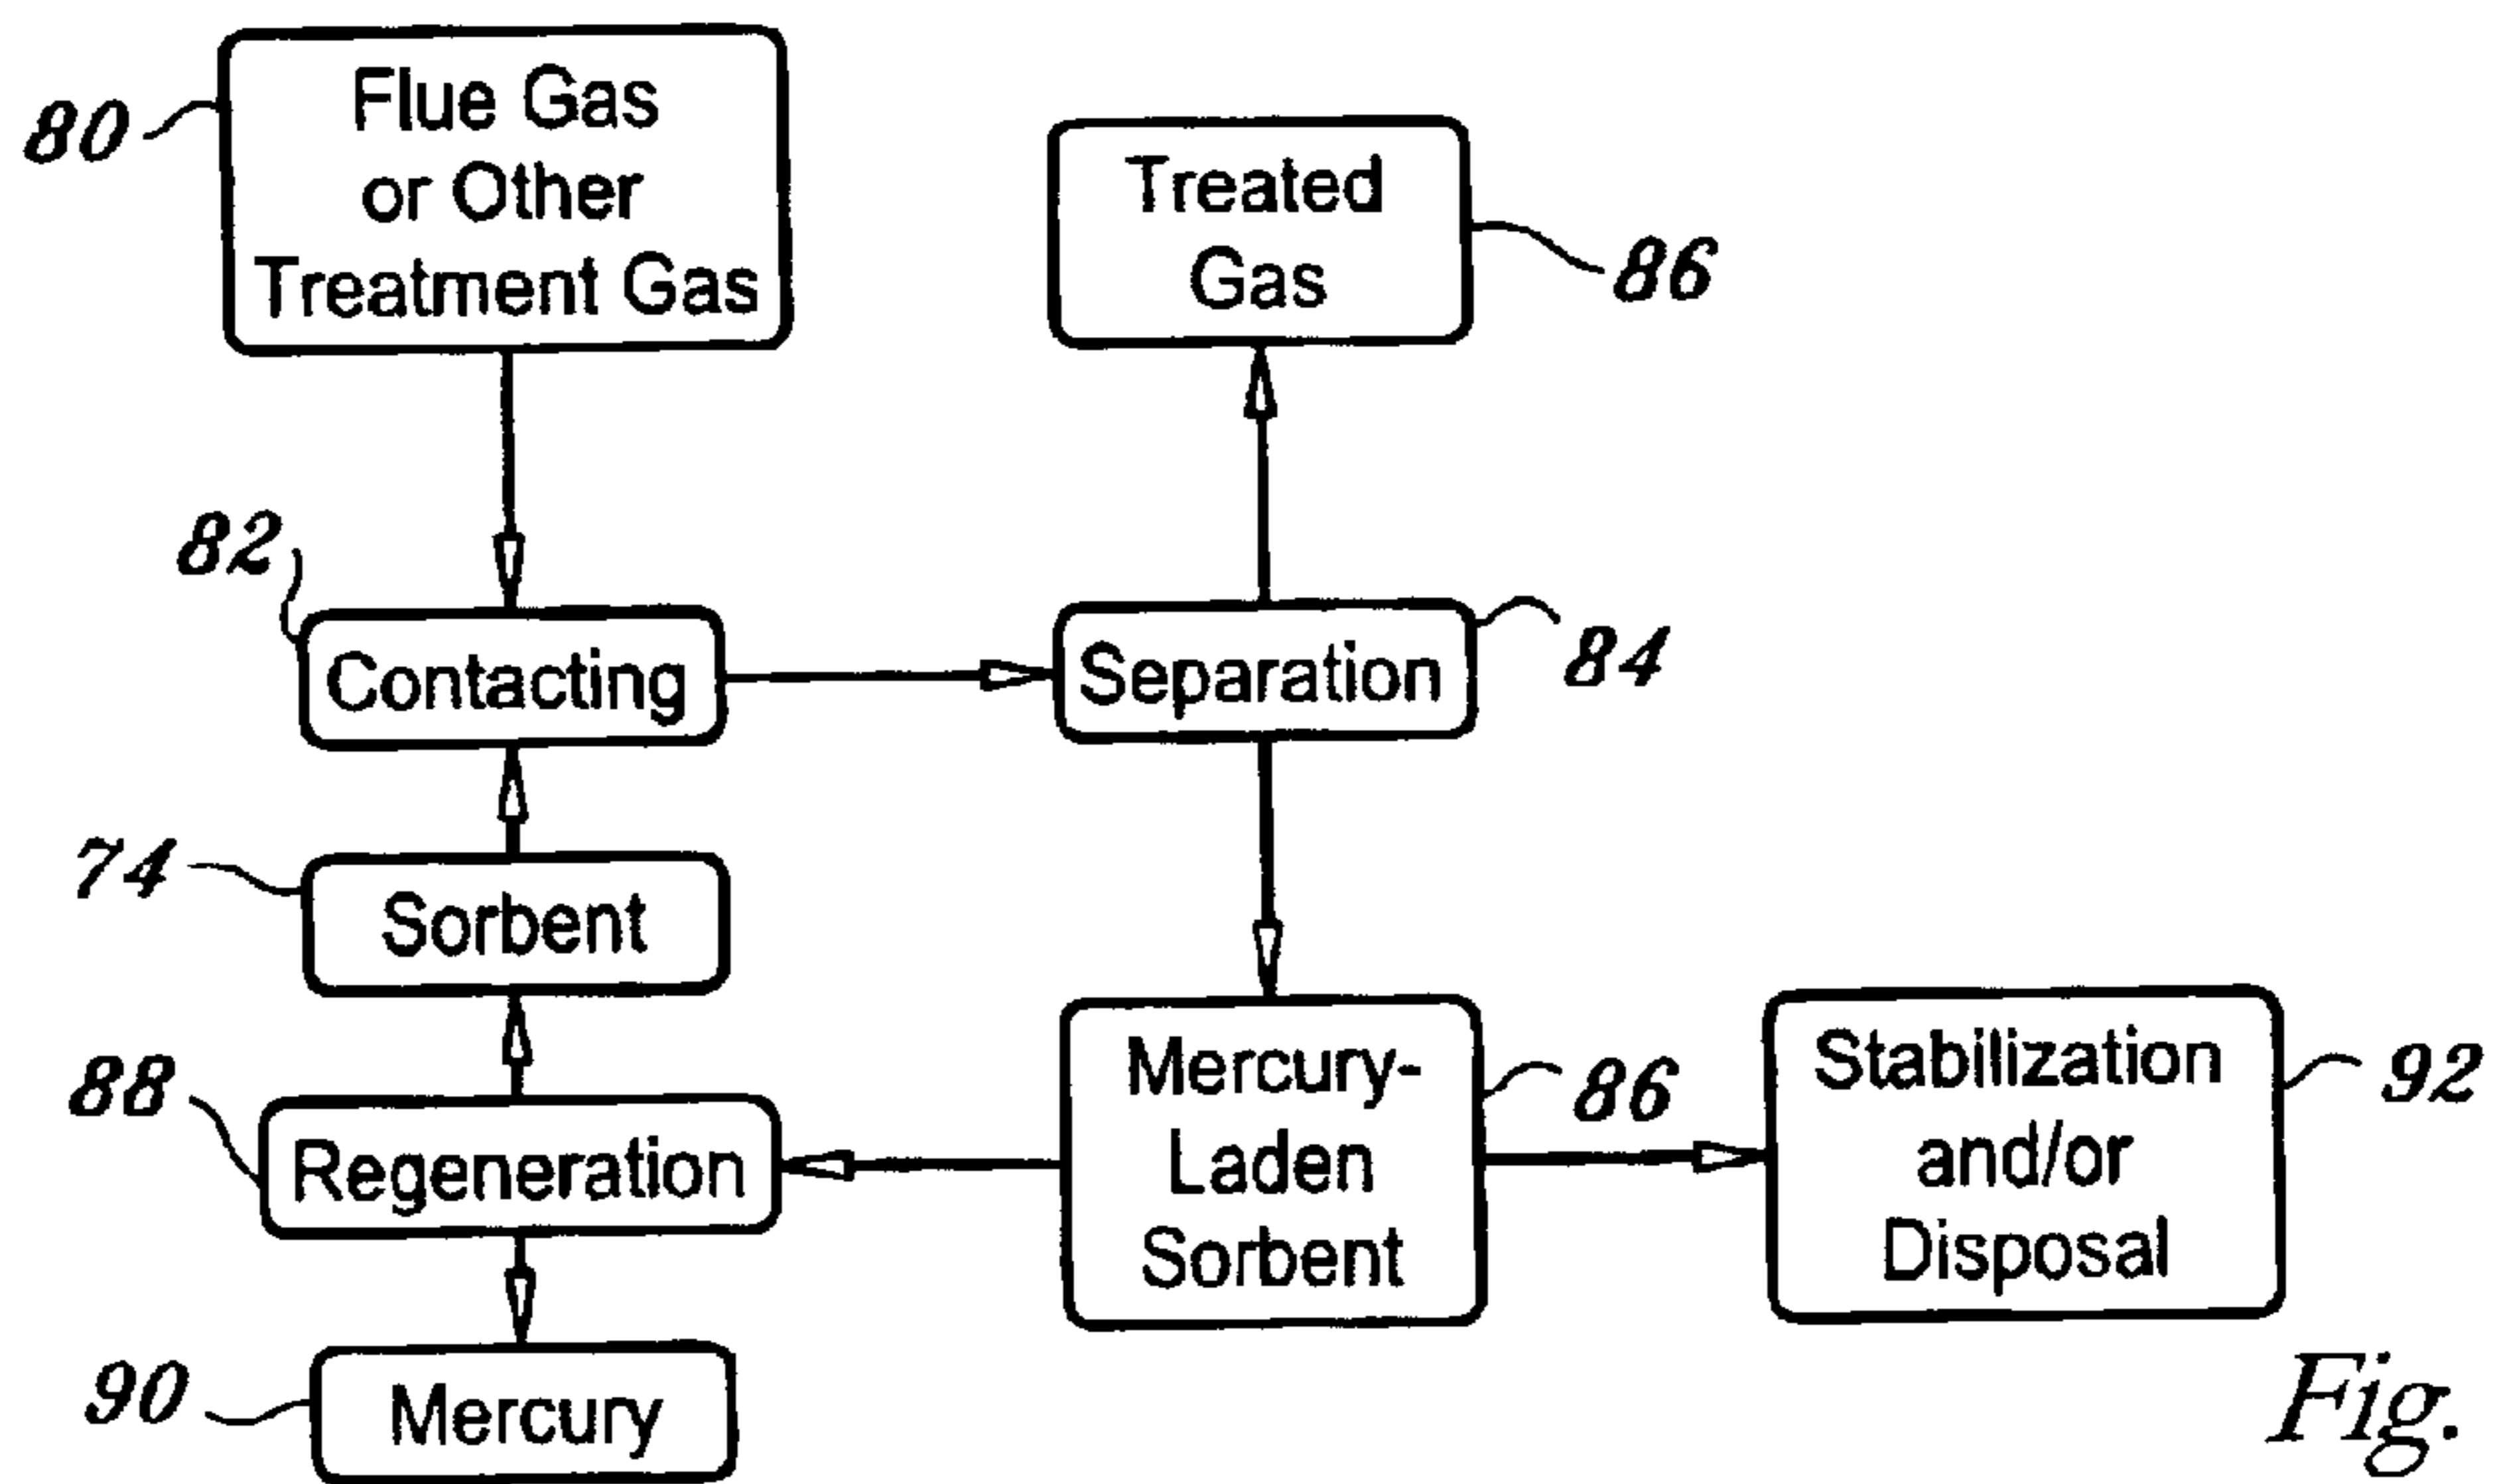 Flue Gas
or Other
Treatment Gas
80
Treated
Gas
86
82
Contacting
Separation
84
74
Sorbent
88
Regeneration
Mercury-
Laden
Sorbent
86
Stabilization
and/or
Disposal
92
90
Mercury
Fig.